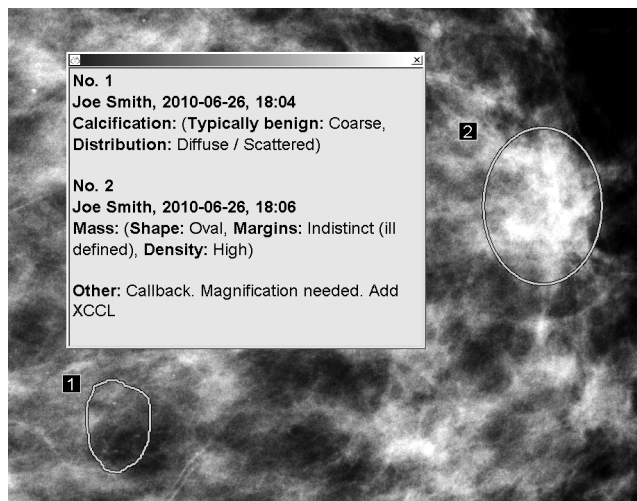 No. 1
Joe Smith, 2010-06-26, 18:04
Calcification: (Typically benign: Coarse,
Distribution: Diffuse / Scattered)
No. 2
Joe Smith, 2010-06-26, 18:06
Mass: (Shape: Oval, Margins: Indistinct (ill
defined), Density: High)
Other: Callback. Magnification needed. Add
XCCL
2
1